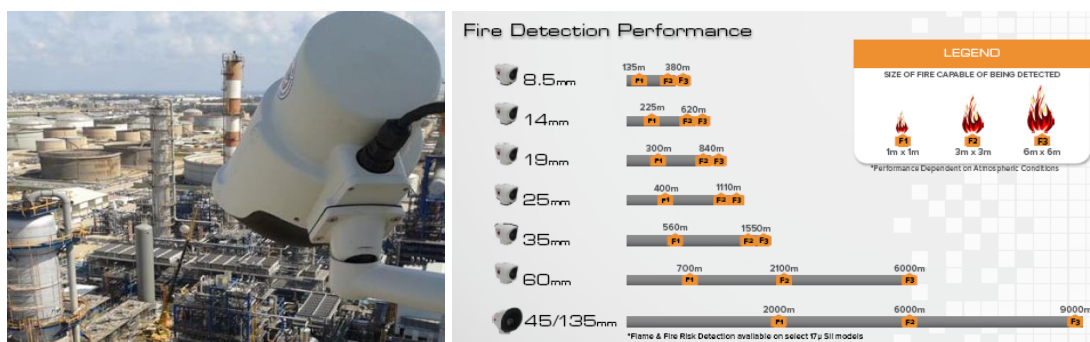 Fire Detection Performance
LEGEND
SIZE OF FIRE CAPABLE OF BEING DETECTED
F1 F2 F3
1m x 1m 3m x 3m 6m x 6m
*Performance Dependent on Atmospheric Conditions
135m 380m
8.5mm F1 F2 F3
225m 620m
14mm F1 F2 F3
300m 840m
19mm F1 F2 F3
400m 1110m
25mm F1 F2 F3
560m 1550m
35mm F1 F2 F3
700m 2100m 6000m
60mm F1 F2 F3
2000m 6000m 9000m
45/135mm F1 F2 F3
*Flame & Fire Risk Detection available on select 17µ SII models